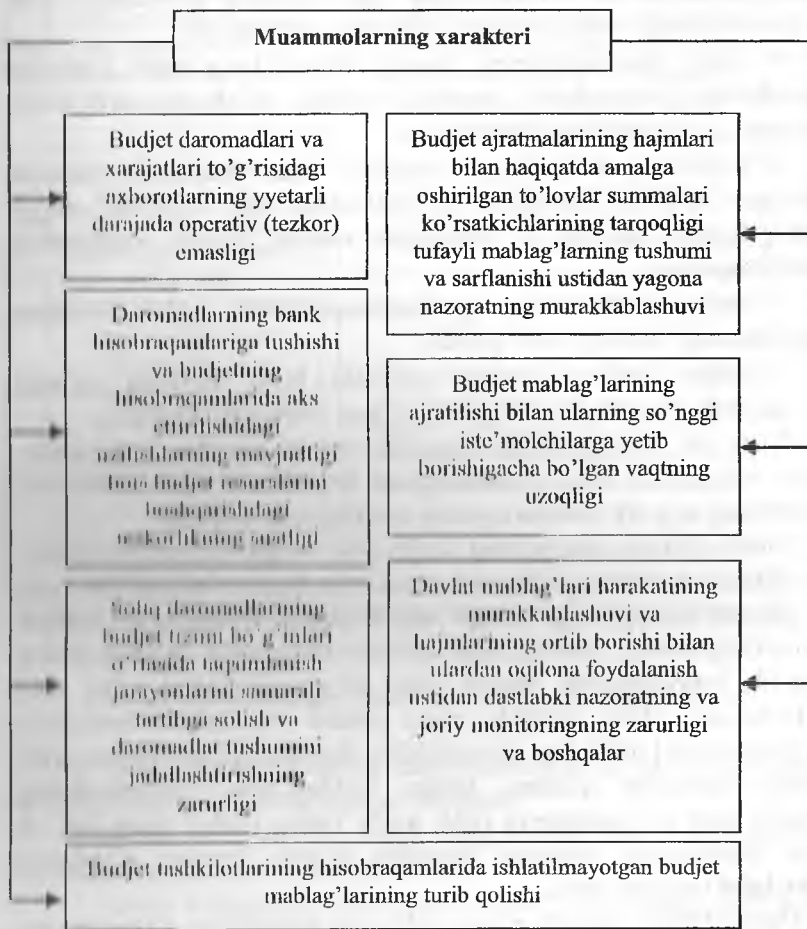 Muammolarning xarakteri
Budjet daromadlari va
xarajatlari to'g'risidagi
axborotlarning yyetarli
darajada operativ (tezkor)
emasligi
Daromadlarning bank
hisobraqamlariga tushishi
va budjetning
hisobraqamlarida aks
ettirilishidagi
uzilishlarning mavjudligi
bois budjet resurslarini
boshqarishdagi
tezkorlikning pastligi
Soliq daromadlarining
budjet tizimi bo'g'inlari
o'rtasida taqsimlanish
jarayonlarini samarali
tartibga solish va
daromadlar tushumini
jadallashtirishning
zarurligi
Budjet ajratmalarining hajmlari
bilan haqiqatda amalga
oshirilgan to'lovlar summalari
ko'rsatkichlarining tarqoqligi
tufayli mablag'larning tushumi
va sarflanishi ustidan yagona
nazoratning murakkablashuvi
Budjet mablag'larining
ajratilishi bilan ularning so'nggi
iste'molchilarga yetib
borishigacha bo'lgan vaqtning
uzoqligi
Davlat mablag'lari harakatining
murakkablashuvi va
hajmlarining ortib borishi bilan
ulardan oqilona foydalanish
ustidan dastlabki nazoratning va
joriy monitoringning zarurligi
va boshqalar
Budjet tashkilotlarining hisobraqamlarida ishlatilmayotgan budjet
mablag'larining turib qolishi